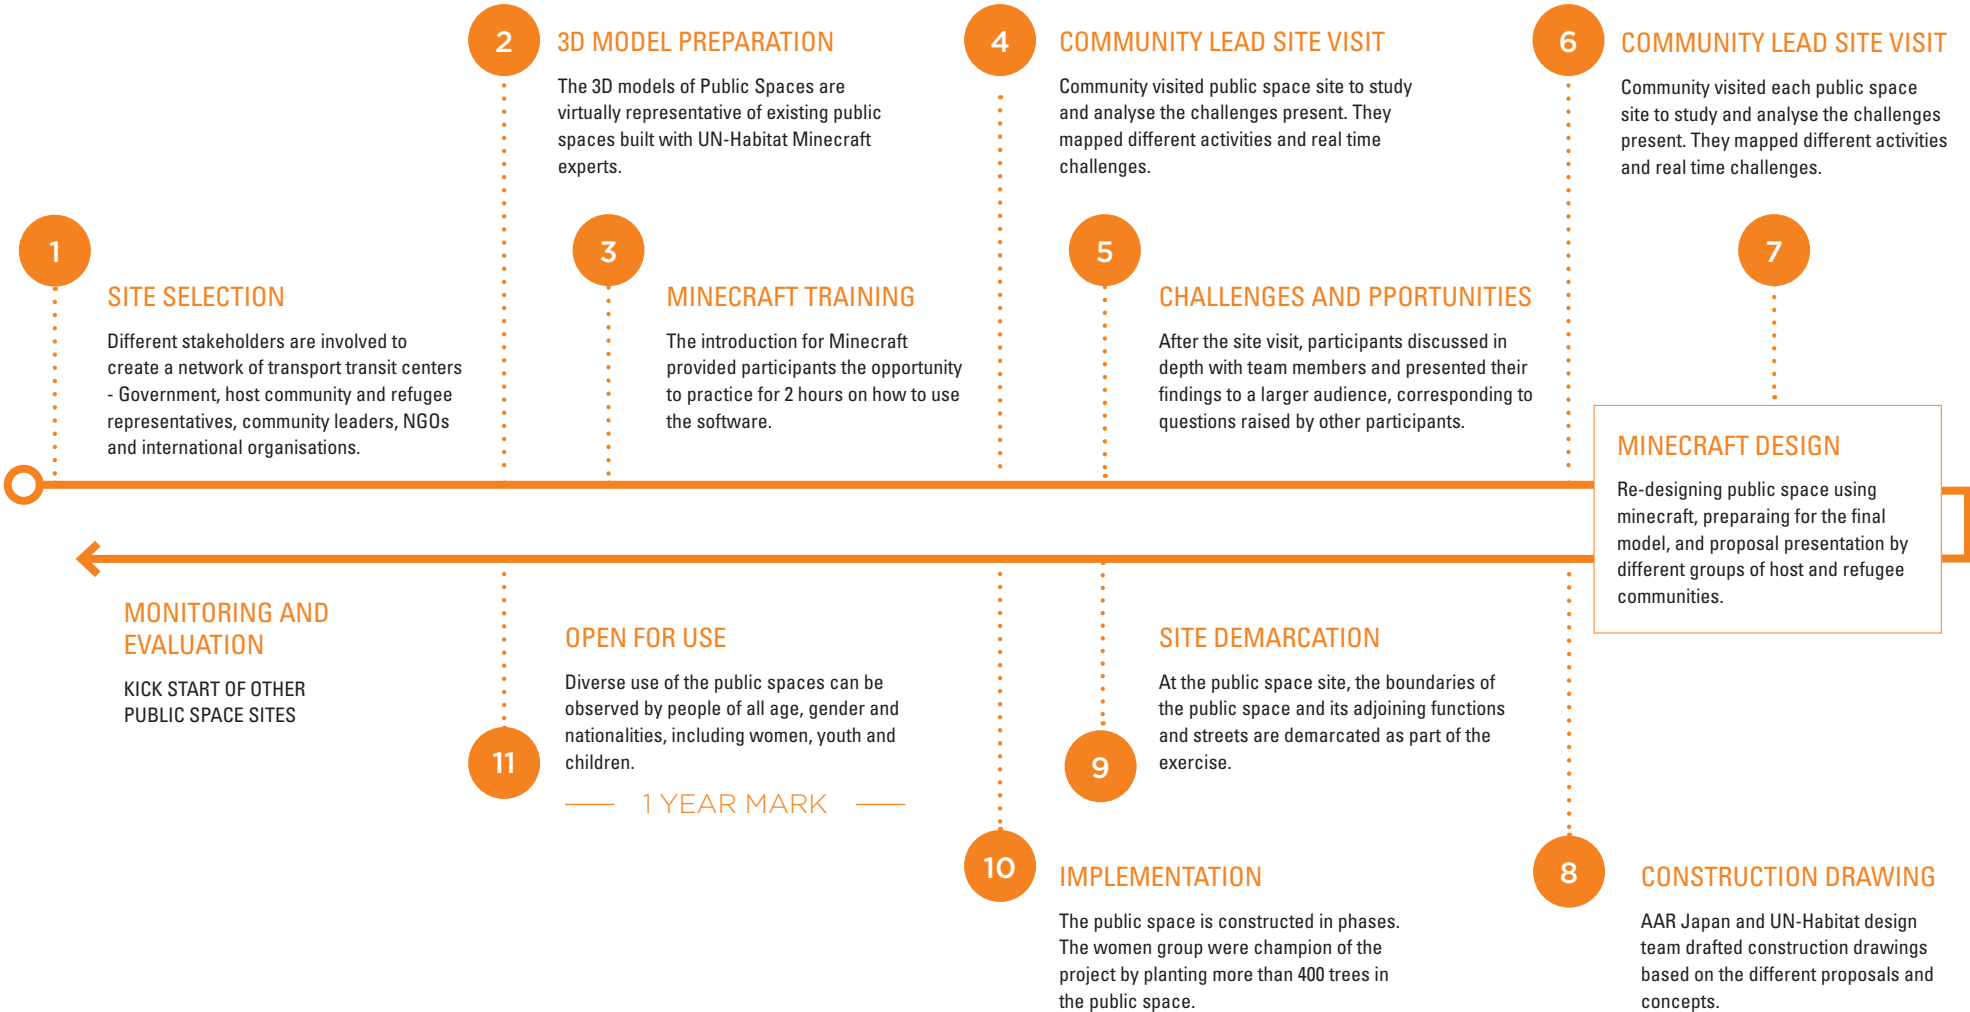 1
SITE SELECTION
Different stakeholders are involved to
create a network of transport transit centers
- Government, host community and refugee
representatives, community leaders, NGOs
and international organisations.
2
3D MODEL PREPARATION
The 3D models of Public Spaces are
virtually representative of existing public
spaces built with UN-Habitat Minecraft
experts.
3
MINECRAFT TRAINING
The introduction for Minecraft
provided participants the opportunity
to practice for 2 hours on how to use
the software.
4
COMMUNITY LEAD SITE VISIT
Community visited public space site to study
and analyse the challenges present. They
mapped different activities and real time
challenges.
5
CHALLENGES AND PPORTUNITIES
After the site visit, participants discussed in
depth with team members and presented their
findings to a larger audience, corresponding to
questions raised by other participants.
6
COMMUNITY LEAD SITE VISIT
Community visited each public space
site to study and analyse the challenges
present. They mapped different activities
and real time challenges.
7
MINECRAFT DESIGN
Re-designing public space using
minecraft, preparaing for the final
model, and proposal presentation by
different groups of host and refugee
communities.
8
CONSTRUCTION DRAWING
AAR Japan and UN-Habitat design
team drafted construction drawings
based on the different proposals and
concepts.
9
SITE DEMARCATION
At the public space site, the boundaries of
the public space and its adjoining functions
and streets are demarcated as part of the
exercise.
10
IMPLEMENTATION
The public space is constructed in phases.
The women group were champion of the
project by planting more than 400 trees in
the public space.
11
OPEN FOR USE
Diverse use of the public spaces can be
observed by people of all age, gender and
nationalities, including women, youth and
children.
1 YEAR MARK
MONITORING AND
EVALUATION
KICK START OF OTHER
PUBLIC SPACE SITES